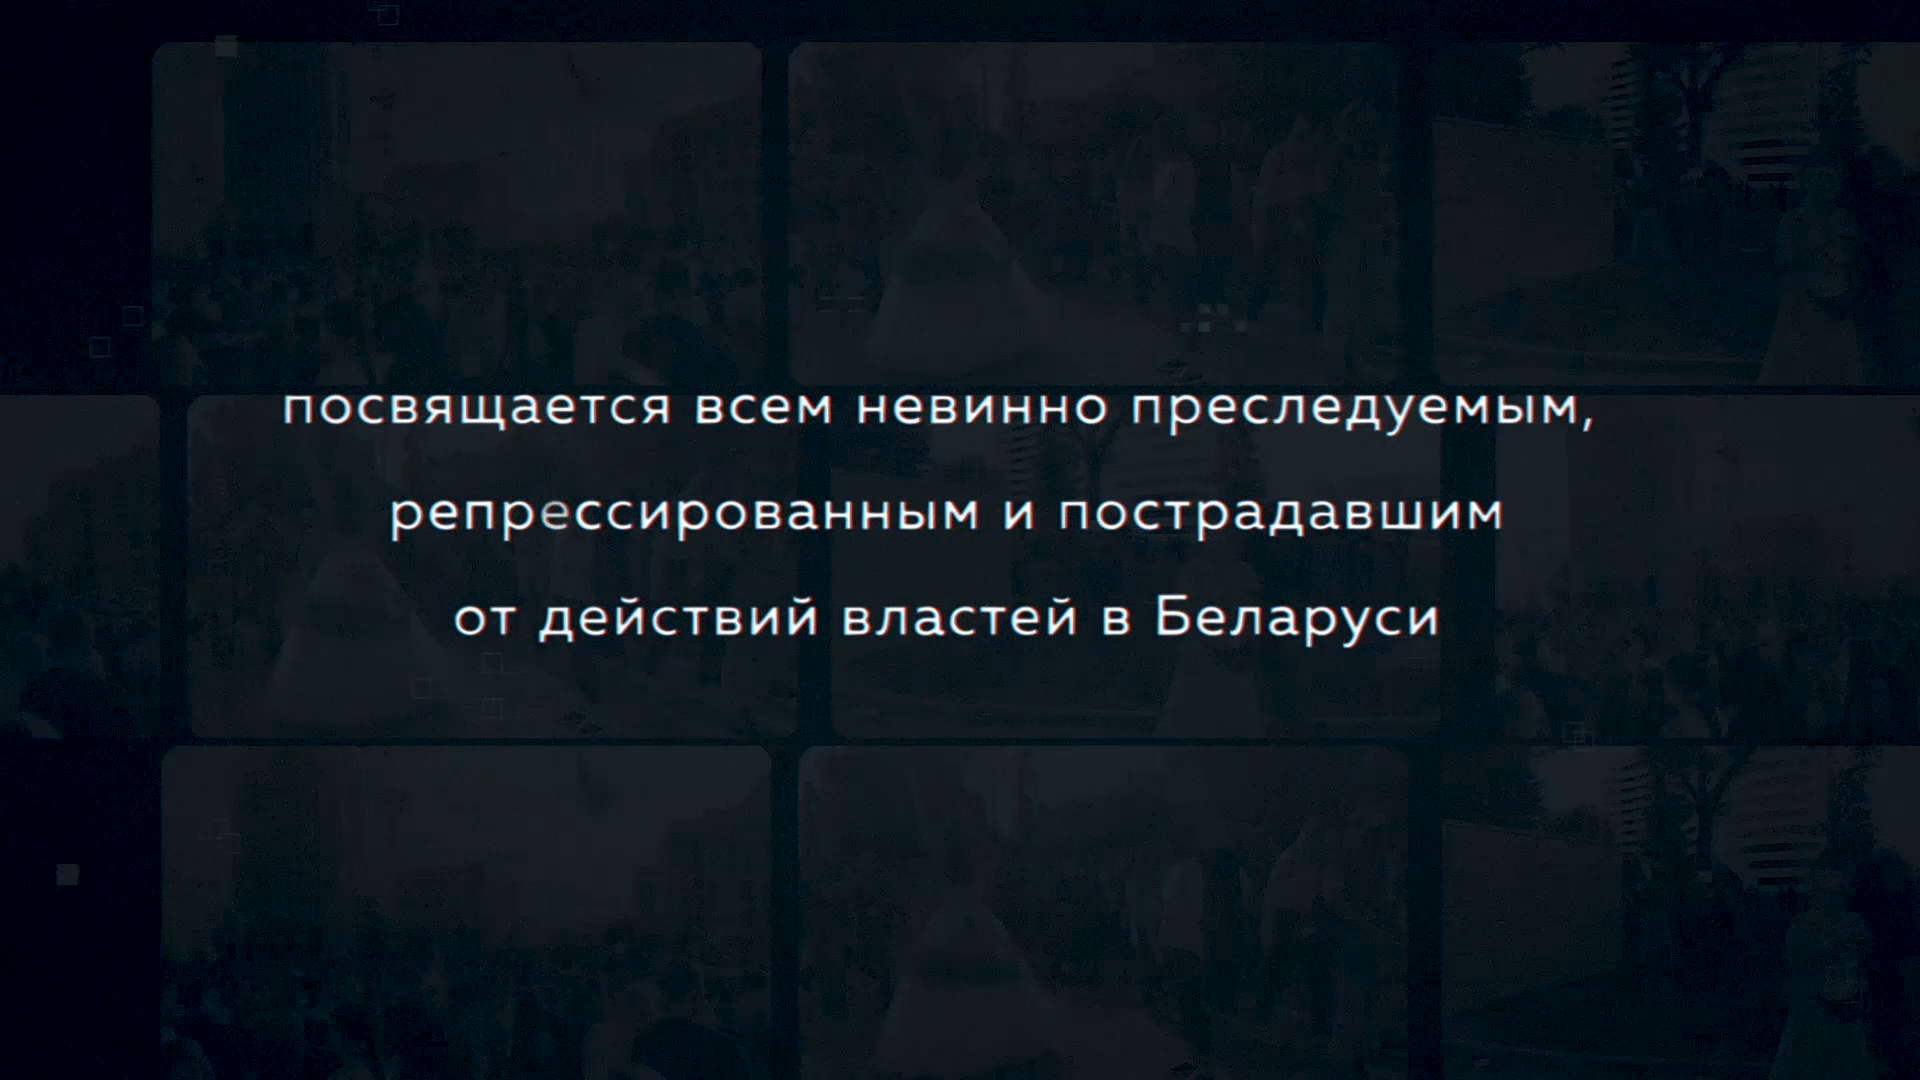 посвящается всем невинно преследуемым,
репрессированным и пострадавшим
от действий властей в Беларуси